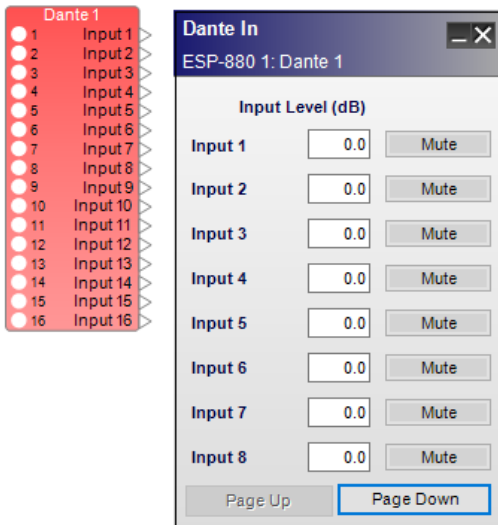 Dante 1
1 Input 1
2 Input 2
3 Input 3
4 Input 4
5 Input 5
6 Input 6
7 Input 7
8 Input 8
9 Input 9
10 Input 10
11 Input 11
12 Input 12
13 Input 13
14 Input 14
15 Input 15
16 Input 16
Dante In
ESP-880 1: Dante 1
Input Level (dB)
Input 1 0.0 Mute
Input 2 0.0 Mute
Input 3 0.0 Mute
Input 4 0.0 Mute
Input 5 0.0 Mute
Input 6 0.0 Mute
Input 7 0.0 Mute
Input 8 0.0 Mute
Page Up Page Down